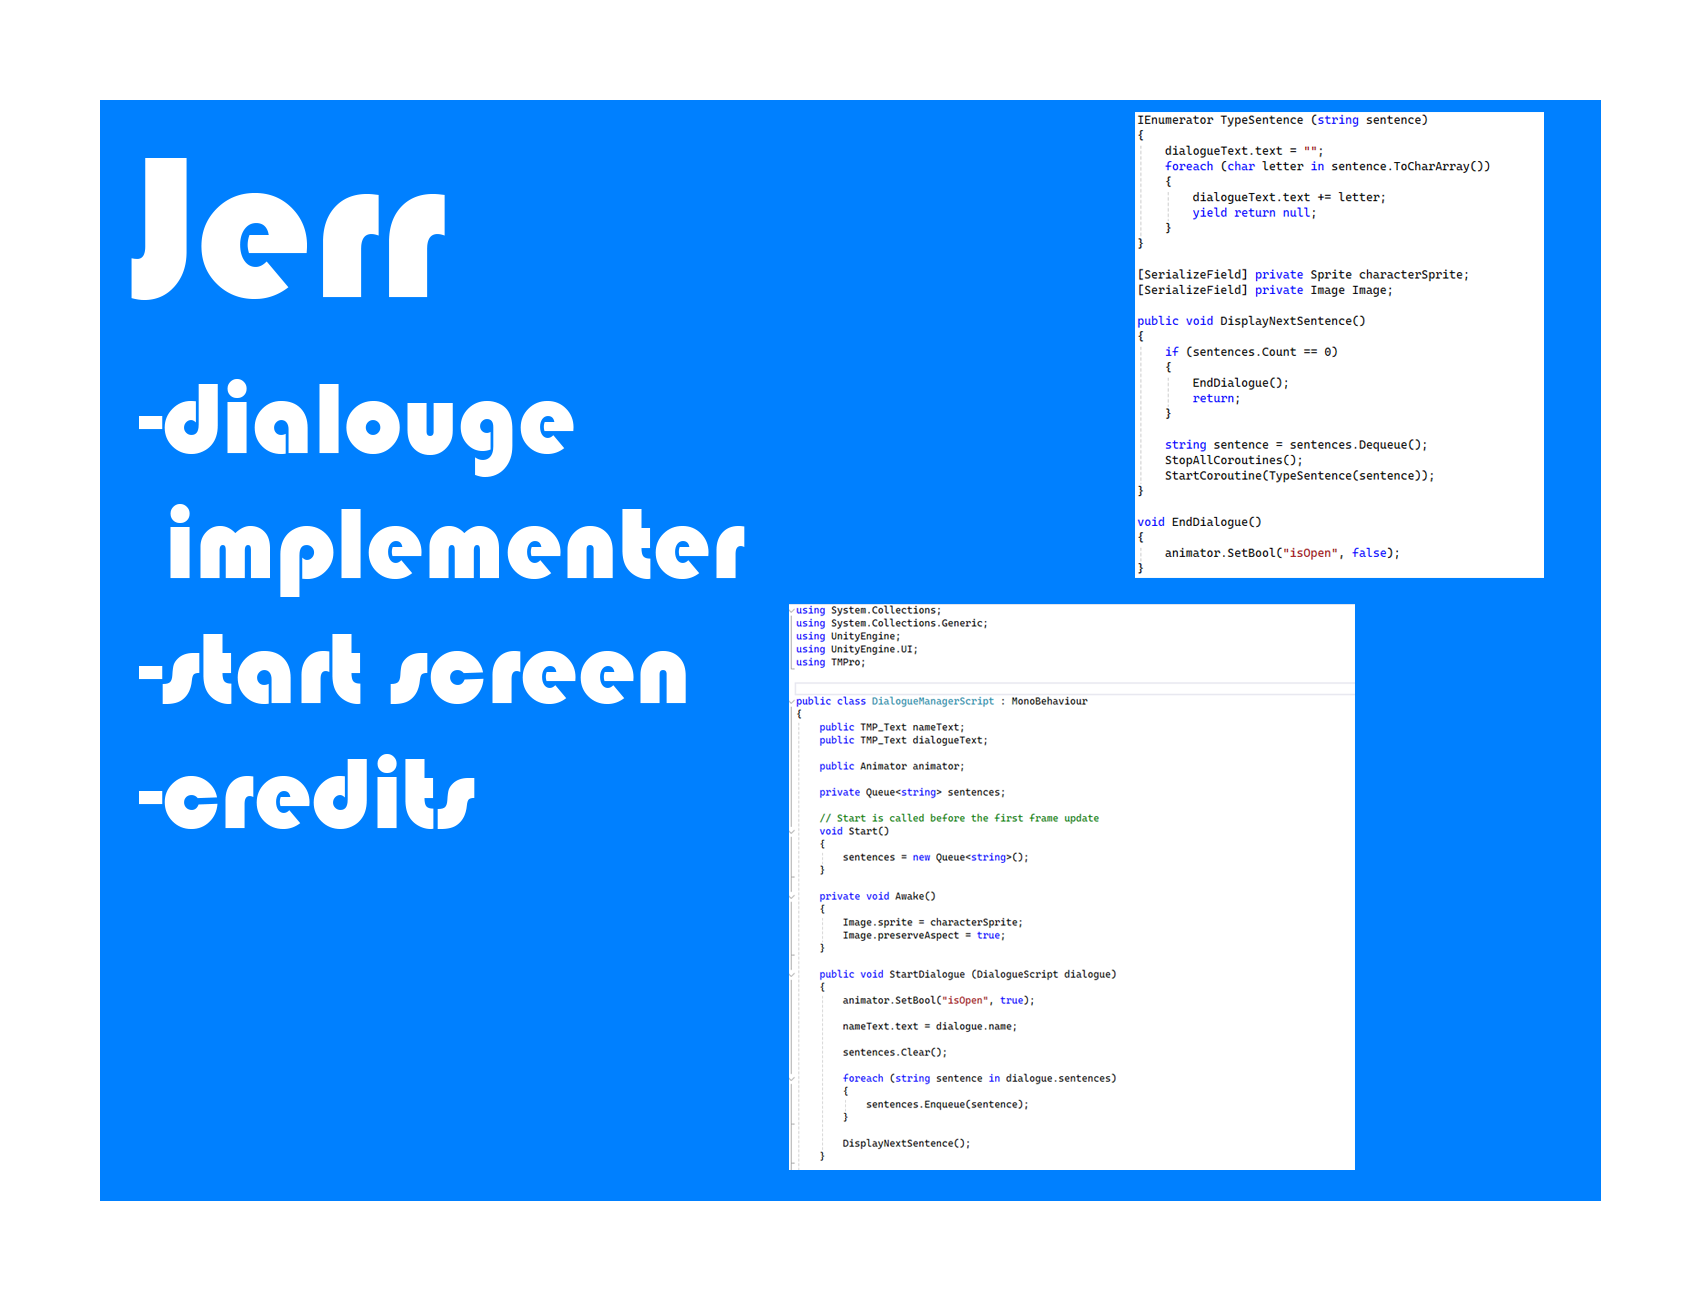 Jerr
-dialouge
implementer
-start screen
-credits
IEnumerator TypeSentence (string sentence)
{
dialogueText.text = "";
foreach (char letter in sentence.ToCharArray())
{
dialogueText.text += letter;
yield return null;
}
}
[SerializeField] private Sprite characterSprite;
[SerializeField] private Image Image;
public void DisplayNextSentence()
{
if (sentences.Count == 0)
{
EndDialogue();
return;
}
string sentence = sentences.Dequeue();
StopAllCoroutines();
StartCoroutine(TypeSentence(sentence));
}
void EndDialogue()
{
animator.SetBool("isOpen", false);
}
using System.Collections;
using System.Collections.Generic;
using UnityEngine;
using UnityEngine.UI;
using TMPro;
public class DialogueManagerScript : MonoBehaviour
{
public TMP_Text nameText;
public TMP_Text dialogueText;
public Animator animator;
private Queue<string> sentences;
// Start is called before the first frame update
void Start()
{
sentences = new Queue<string>();
}
private void Awake()
{
Image.sprite = characterSprite;
Image.preserveAspect = true;
}
public void StartDialogue (DialogueScript dialogue)
{
animator.SetBool("isOpen", true);
nameText.text = dialogue.name;
sentences.Clear();
foreach (string sentence in dialogue.sentences)
{
sentences.Enqueue(sentence);
}
DisplayNextSentence();
}